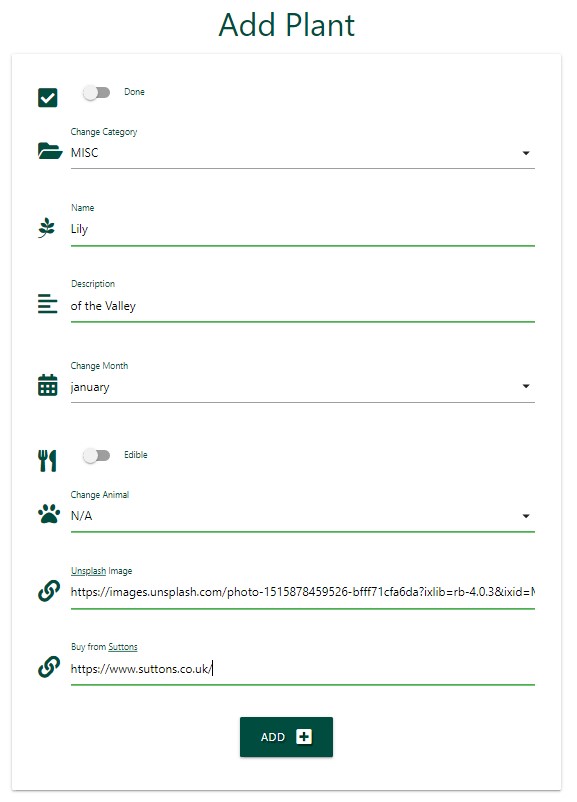 Add Plant
Done
Change Category
MISC
Name
Lily
Description
of the Valley
Change Month
january
Edible
Change Animal
N/A
Unsplash Image
https://images.unsplash.com/photo-1515878459526-bfff71cfa6da?ixlib=rb-4.0.3&ixid=M
Buy from Suttons
https://www.suttons.co.uk/
ADD